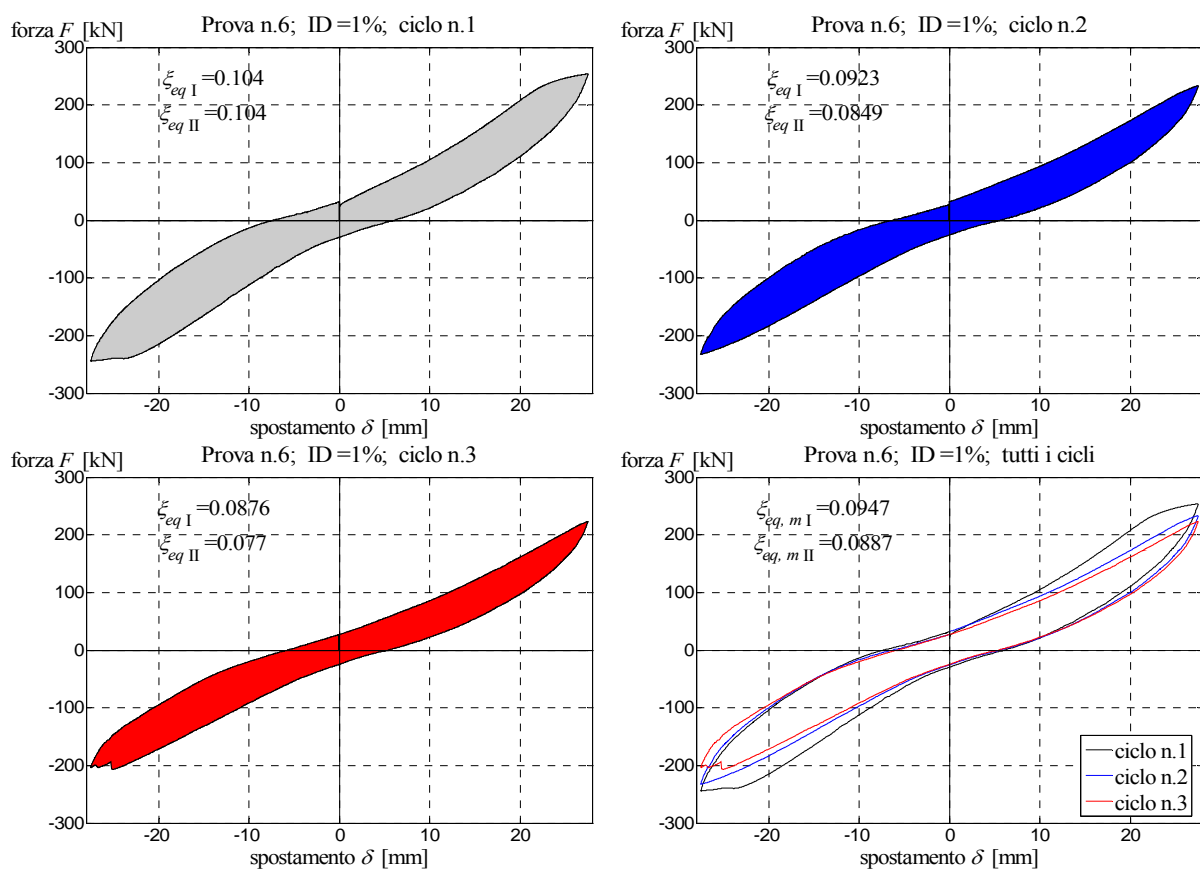 forza F [kN]
Prova n.6; ID =1%; ciclo n.1
300
200
100
0
-100
-200
-300
ξeq I =0.104
ξeq II =0.104
-20
-10
0
10
20
spostamento δ [mm]
forza F [kN]
Prova n.6; ID =1%; ciclo n.2
300
200
100
0
-100
-200
-300
ξeq I =0.0923
ξeq II =0.0849
-20
-10
0
10
20
spostamento δ [mm]
forza F [kN]
Prova n.6; ID =1%; ciclo n.3
300
200
100
0
-100
-200
-300
ξeq I =0.0876
ξeq II =0.077
-20
-10
0
10
20
spostamento δ [mm]
forza F [kN]
Prova n.6; ID =1%; tutti i cicli
300
200
100
0
-100
-200
-300
ξeq, m I =0.0947
ξeq, m II =0.0887
ciclo n.1
ciclo n.2
ciclo n.3
-20
-10
0
10
20
spostamento δ [mm]